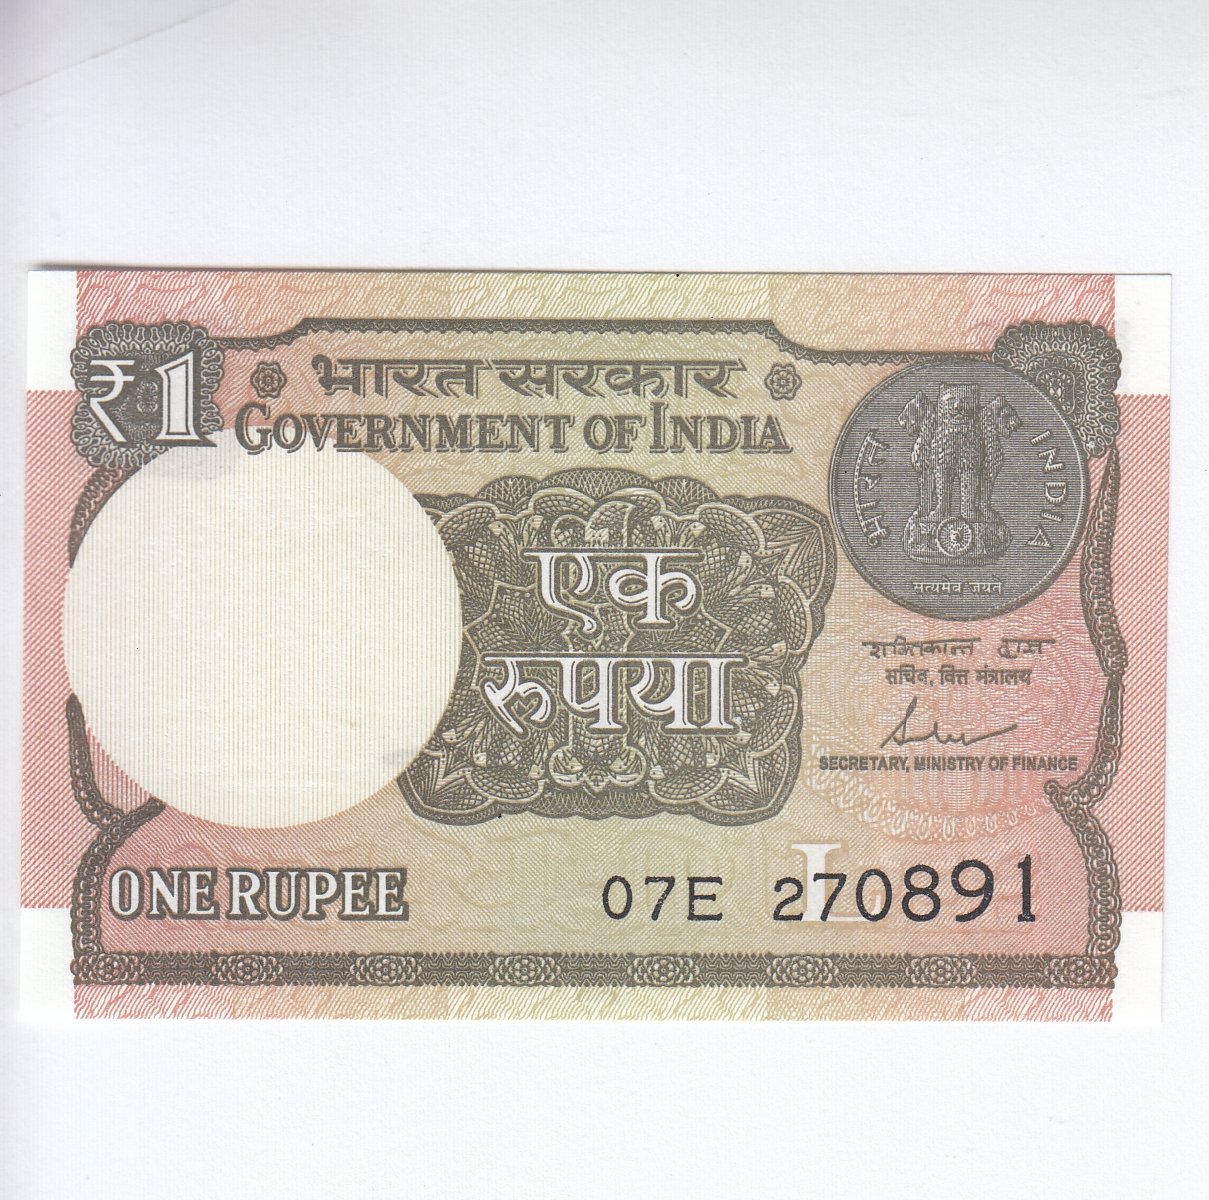 ₹1
भारत सरकार
GOVERNMENT OF INDIA
भारत
INDIA
सत्यमेव जयते
एक
रुपया
शक्तिकान्त दास
सचिव, वित्त मंत्रालय
SECRETARY, MINISTRY OF FINANCE
L
ONE RUPEE
07E 270891